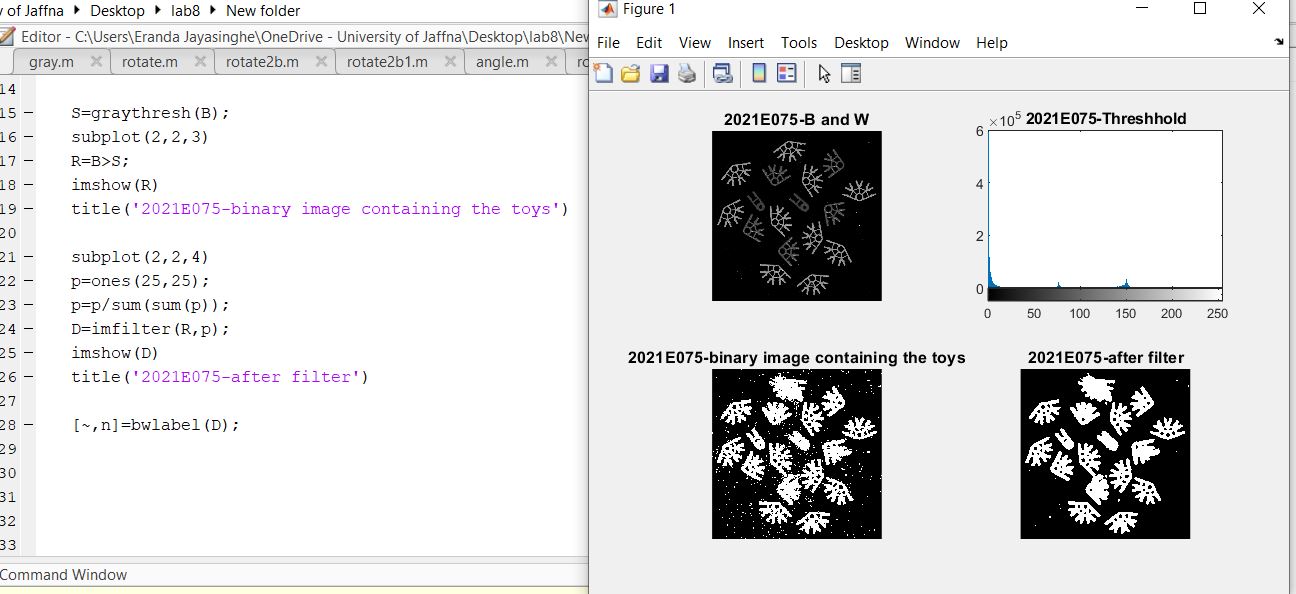 y of Jaffna ▸ Desktop ▸ lab8 ▸ New folder
Editor - C:\Users\Eranda Jayasinghe\OneDrive - University of Jaffna\Desktop\lab8\New
gray.m rotate.m rotate2b.m rotate2b1.m angle.m ro
14
15 – S=graythresh(B);
16 – subplot(2,2,3)
17 – R=B>S;
18 – imshow(R)
19 – title('2021E075-binary image containing the toys')
20
21 – subplot(2,2,4)
22 – p=ones(25,25);
23 – p=p/sum(sum(p));
24 – D=imfilter(R,p);
25 – imshow(D)
26 – title('2021E075-after filter')
27
28 – [~,n]=bwlabel(D);
29
30
31
32
33
Command Window
Figure 1
File Edit View Insert Tools Desktop Window Help
2021E075-B and W
×10^5 2021E075-Threshhold
6
4
2
0
0 50 100 150 200 250
2021E075-binary image containing the toys
2021E075-after filter